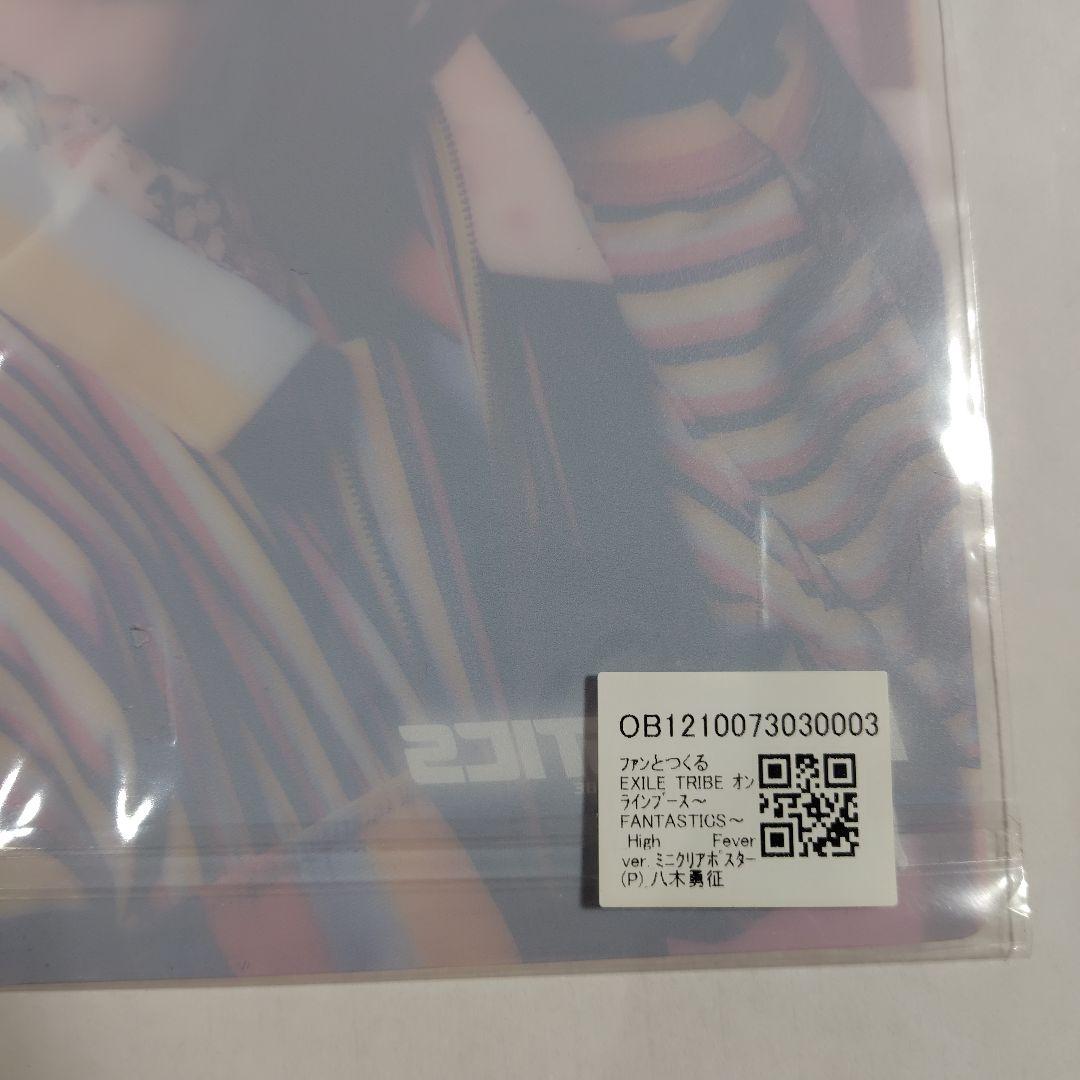 OB1210073030003
ファンとつくる
EXILE TRIBE オン
ラインブース～
FANTASTICS～
High Fever
ver.ミニクリアポスター
(P) 八木勇征
TICS